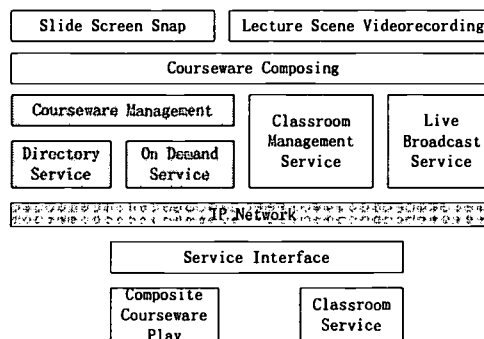 Slide Screen Snap
Lecture Scene Videorecording
Courseware Composing
Courseware Management
Classroom
Management
Service
Live
Broadcast
Service
Directory
Service
On Demand
Service
IP Network
Service Interface
Composite
Courseware
Play
Classroom
Service